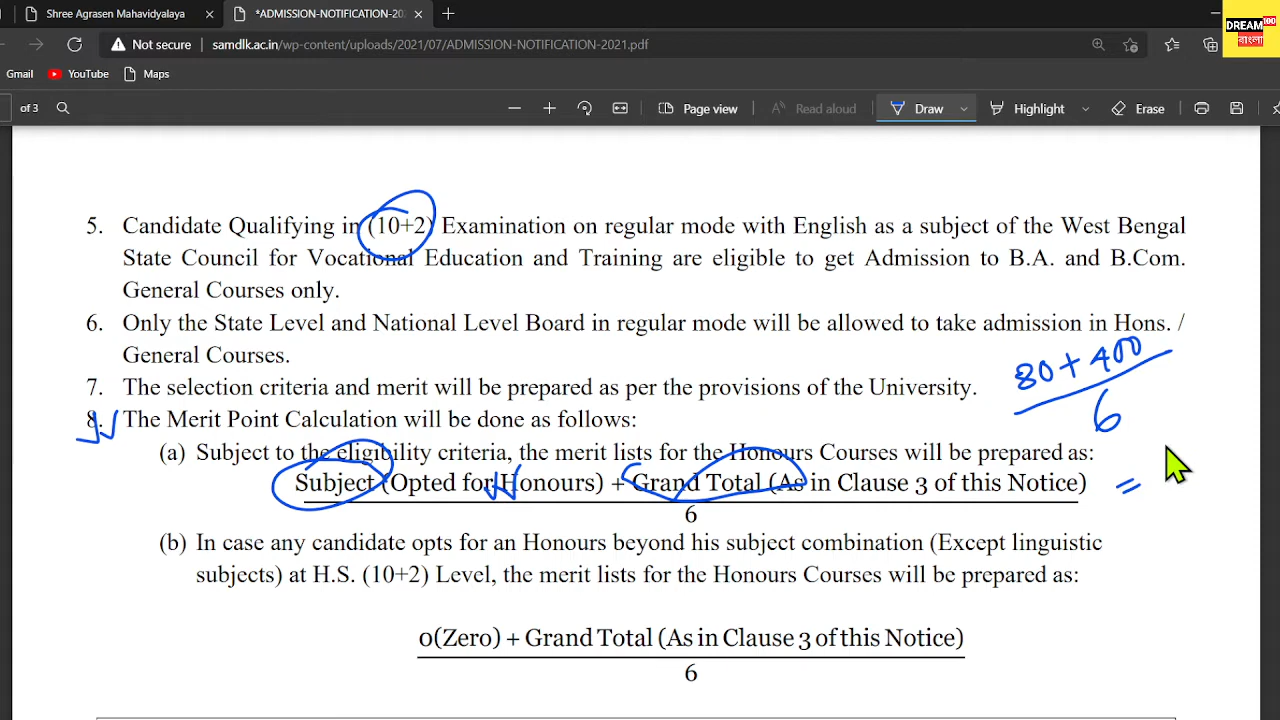 Shree Agrasen Mahavidyalaya
*ADMISSION-NOTIFICATION-202
DREAM100
বাংলা
Not secure
samdlk.ac.in/wp-content/uploads/2021/07/ADMISSION-NOTIFICATION-2021.pdf
Gmail YouTube Maps
of 3
Page view
Read aloud
Draw
Highlight
Erase
5. Candidate Qualifying in (10+2) Examination on regular mode with English as a subject of the West Bengal
State Council for Vocational Education and Training are eligible to get Admission to B.A. and B.Com.
General Courses only.
6. Only the State Level and National Level Board in regular mode will be allowed to take admission in Hons. /
General Courses.
7. The selection criteria and merit will be prepared as per the provisions of the University.
80+400
6
8. The Merit Point Calculation will be done as follows:
(a) Subject to the eligibility criteria, the merit lists for the Honours Courses will be prepared as:
Subject (Opted for Honours) + Grand Total (As in Clause 3 of this Notice) =
6
(b) In case any candidate opts for an Honours beyond his subject combination (Except linguistic
subjects) at H.S. (10+2) Level, the merit lists for the Honours Courses will be prepared as:
0(Zero) + Grand Total (As in Clause 3 of this Notice)
6